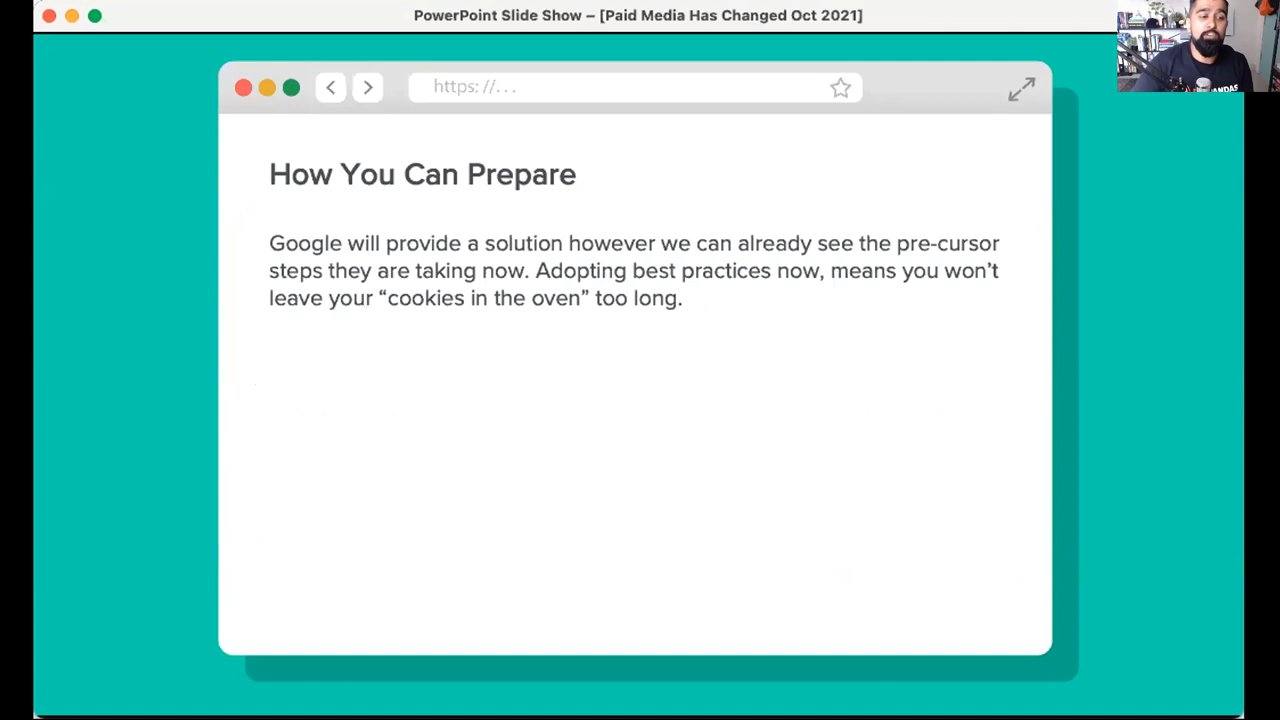 PowerPoint Slide Show – [Paid Media Has Changed Oct 2021]
https: //...
How You Can Prepare
Google will provide a solution however we can already see the pre-cursor
steps they are taking now. Adopting best practices now, means you won’t
leave your “cookies in the oven” too long.